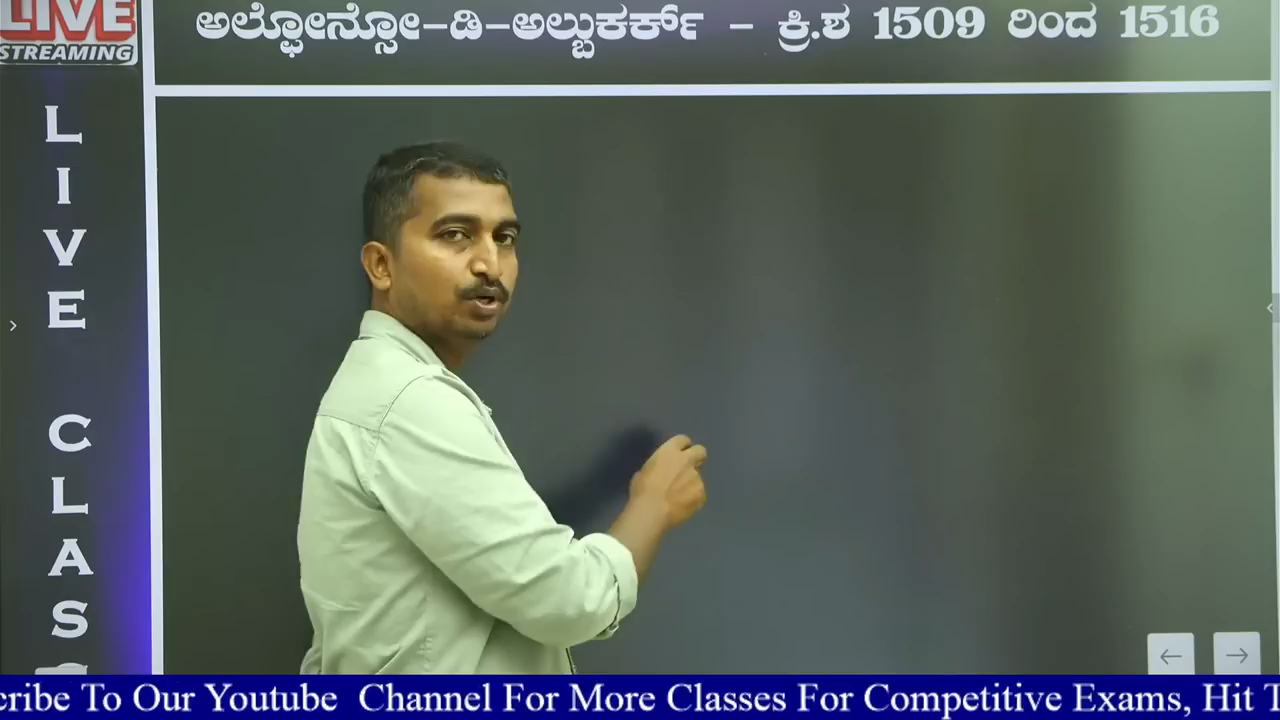 LIVE
STREAMING
ಅಲ್ಫೋನ್ಸೋ-ಡಿ-ಅಲ್ಬುಕರ್ಕ್ - ಕ್ರಿ.ಶ 1509 ರಿಂದ 1516
LIVE
CLAS
cribe To Our Youtube Channel For More Classes For Competitive Exams, Hit T